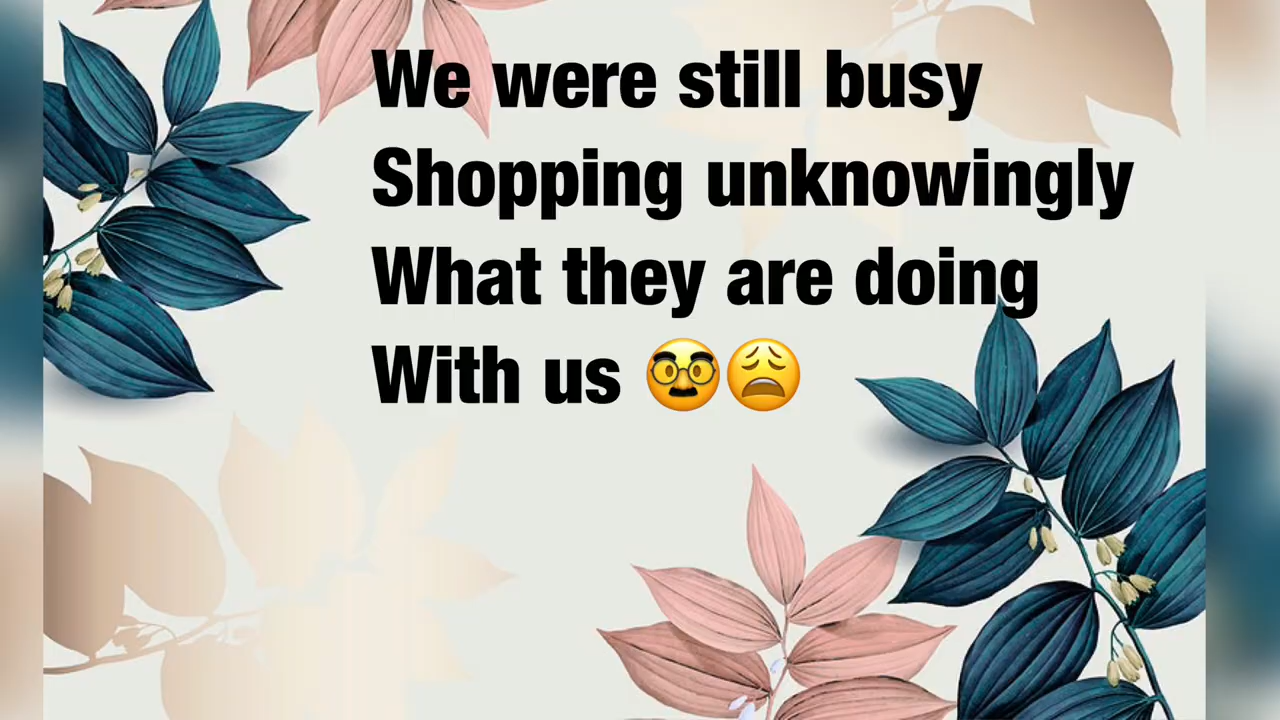 We were still busy
Shopping unknowingly
What they are doing
With us 🥸😩